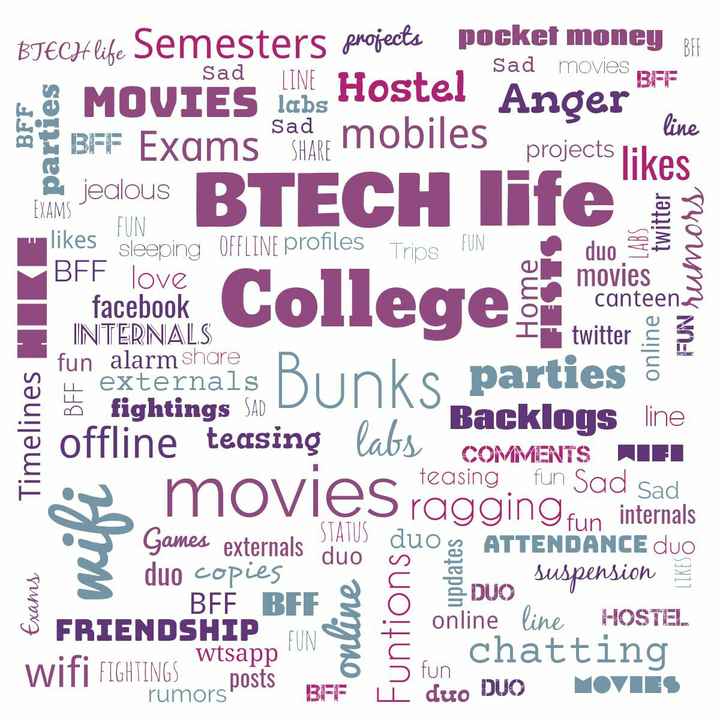 BTECH life Semesters projects pocket money BFF
Sad LINE Sad movies BFF
BFF parties MOVIES labs Hostel Anger
BFF Exams Sad SHARE mobiles line
projects likes
jealous BTECH life
EXAMS FUN twitter rumors
likes sleeping OFFLINE profiles Trips FUN duo LABS
HIKE BFF love College Home FESTS movies
facebook canteen
INTERNALS twitter online FUN
fun alarm share
Timelines BFF externals Bunks parties
fightings SAD Backlogs line
offline teasing labs COMMENTS WIFI
wifi movies teasing fun Sad Sad
ragging fun internals
Games externals STATUS duo duo updates ATTENDANCE duo
duo copies suspension LIKES
Exams BFF BFF online Funtions DUO
online line HOSTEL
FRIENDSHIP FUN
wtsapp chatting
wifi FIGHTINGS posts fun
rumors BFF duo DUO MOVIES